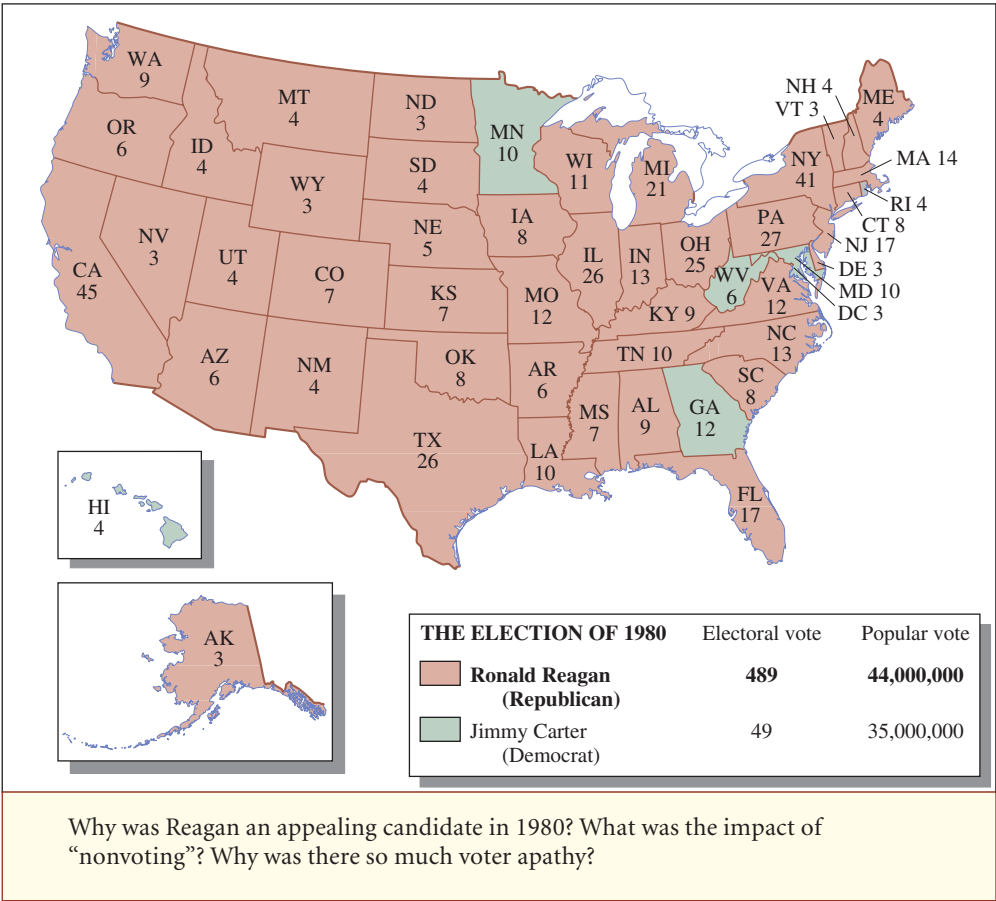 WA
9
OR
6
ID
4
MT
4
ND
3
MN
10
SD
4
WY
3
NE
5
IA
8
WI
11
MI
21
NH 4
VT 3
ME
4
NY
41
MA 14
RI 4
CT 8
PA
27
NJ 17
DE 3
MD 10
DC 3
CA
45
NV
3
UT
4
CO
7
KS
7
MO
12
IL
26
IN
13
OH
25
WV
6
VA
12
KY 9
NC
13
TN 10
SC
8
AZ
6
NM
4
OK
8
AR
6
MS
7
AL
9
GA
12
TX
26
LA
10
FL
17
HI
4
AK
3
THE ELECTION OF 1980 Electoral vote Popular vote
Ronald Reagan 489 44,000,000
(Republican)
Jimmy Carter 49 35,000,000
(Democrat)
Why was Reagan an appealing candidate in 1980? What was the impact of
“nonvoting”? Why was there so much voter apathy?